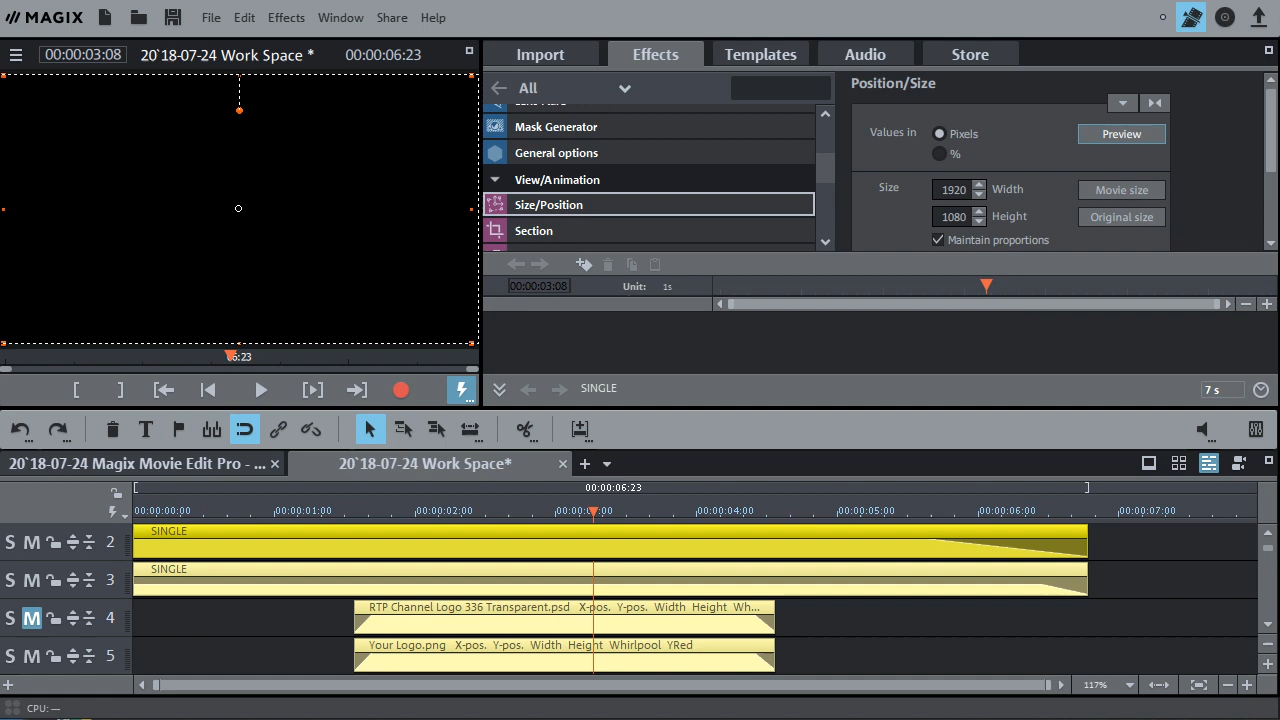 MAGIX File Edit Effects Window Share Help
00:00:03:08 20`18-07-24 Work Space * 00:00:06:23
Import Effects Templates Audio Store
All
Mask Generator
General options
View/Animation
Size/Position
Section
Position/Size
Values in Pixels Preview
%
Size 1920 Width Movie size
1080 Height Original size
Maintain proportions
00:00:03:08 Unit: 1s
06:23
SINGLE 7 s
20`18-07-24 Magix Movie Edit Pro - ... 20`18-07-24 Work Space*
00:00:06:23
00:00:00:00 00:00:01:00 00:00:02:00 00:00:04:00 00:00:05:00 00:00:06:00 00:00:07:00
S M 2 SINGLE
S M 3 SINGLE
S M 4 RTP Channel Logo 336 Transparent.psd X-pos. Y-pos. Width Height Wh...
S M 5 Your Logo.png X-pos. Y-pos. Width Height Whirlpool YRed
117%
CPU: —